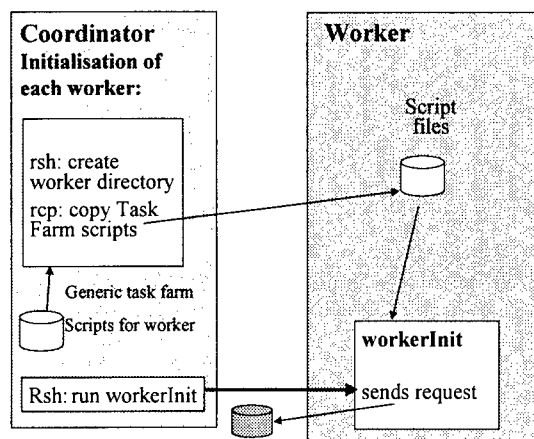 Coordinator
Initialisation of
each worker:
rsh: create
worker directory
rcp: copy Task
Farm scripts
Generic task farm
Scripts for worker
Rsh: run workerInit
Worker
Script
files
workerInit
sends request